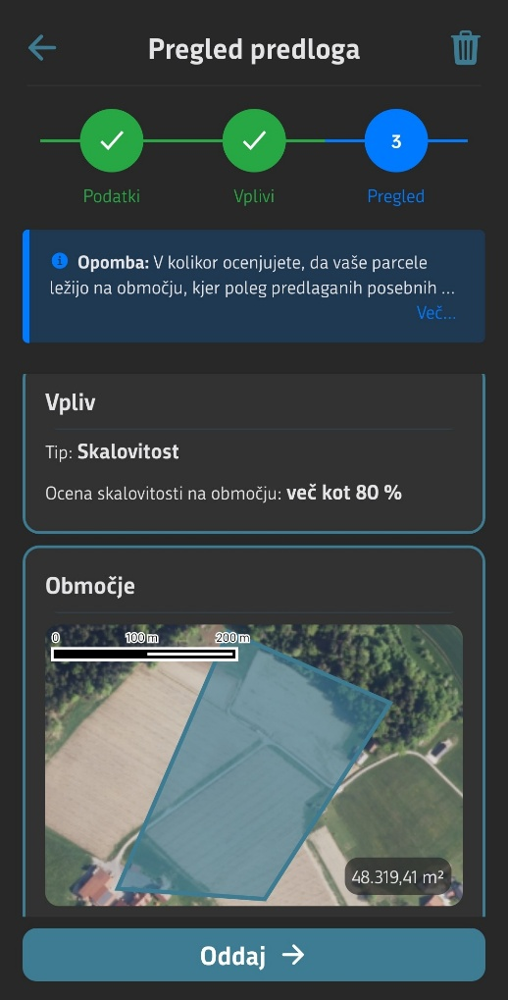 Pregled predloga
3
Podatki
Vplivi
Pregled
Opomba: V kolikor ocenjujete, da vaše parcele
ležijo na območju, kjer poleg predlaganih posebnih ...
Več...
Vpliv
Tip: Skalovitost
Ocena skalovitosti na območju: več kot 80 %
Območje
0 100 m 200 m
48.319,41 m²
Oddaj